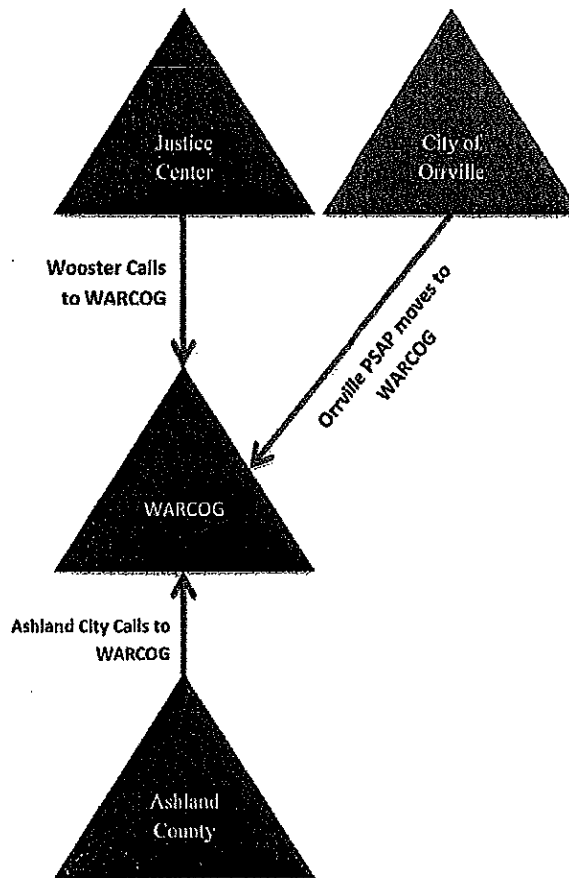 Justice
Center
City of
Orrville
Wooster Calls
to WARCOG
Orrville PSAP moves to
WARCOG
WARCOG
Ashland City Calls to
WARCOG
Ashland
County